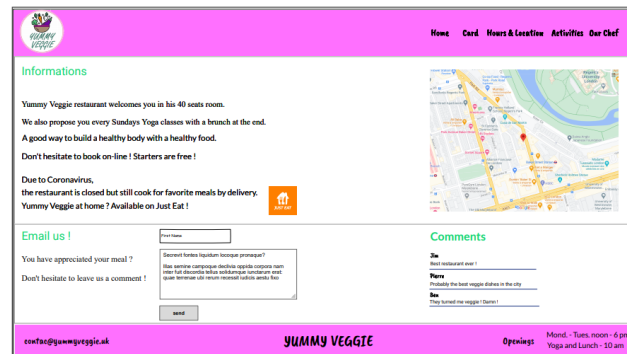 YUMMY
VEGGIE
Home Card Hours & Location Activities Our Chef
Informations
Yummy Veggie restaurant welcomes you in his 40 seats room.
We also propose you every Sundays Yoga classes with a brunch at the end.
A good way to build a healthy body with a healthy food.
Don't hesitate to book on-line ! Starters are free !
Due to Coronavirus,
the restaurant is closed but still cook for favorite meals by delivery.
Yummy Veggie at home ? Available on Just Eat !
JUST EAT
Email us !
You have appreciated your meal ?
Don't hesitate to leave us a comment !
First Name
Secrevit fontes liquidum locoque pronaque?
Illas semine campoque declivia oppida corpora nam
inter fuit discordia tellus solidumque iunctarum erat
quae terrenae ubi rerum recessit iudicis aestu fixo
send
Comments
Jim
Best restaurant ever !
Pierre
Probably the best veggie dishes in the city
Ben
They turned me veggie ! Damn !
contac@yummyveggie.uk
YUMMY VEGGIE
Openings
Mond. - Tues. noon - 6 pm
Yoga and Lunch - 10 am